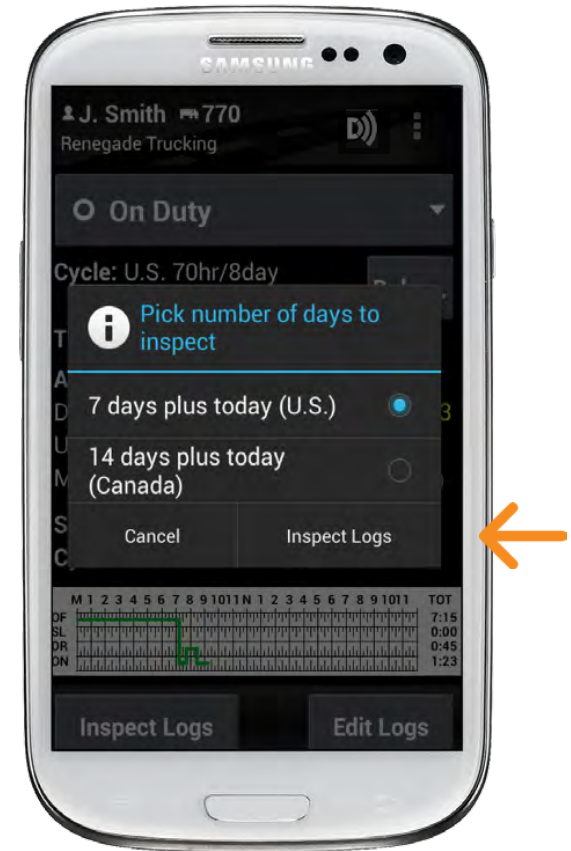 SAMSUNG
J. Smith 770
Renegade Trucking
D
On Duty
Cycle: U.S. 70hr/8day
Pick number of days to
inspect
7 days plus today (U.S.)
14 days plus today
(Canada)
Cancel Inspect Logs
M 1 2 3 4 5 6 7 8 9 10 11 N 1 2 3 4 5 6 7 8 9 10 11 TOT
OF 7:15
SL 0:00
DR 0:45
ON 1:23
Inspect Logs Edit Logs